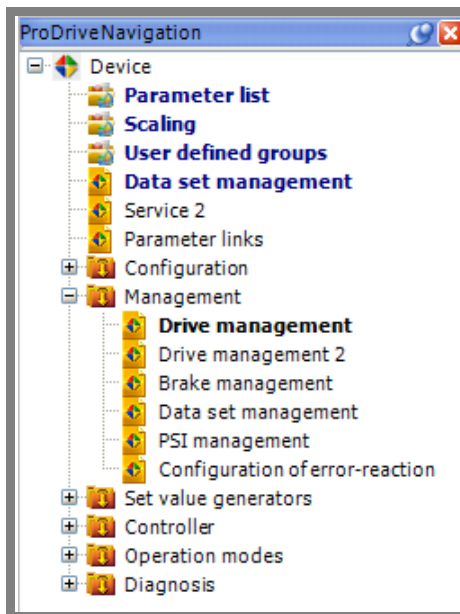 ProDriveNavigation
Device
Parameter list
Scaling
User defined groups
Data set management
Service 2
Parameter links
Configuration
Management
Drive management
Drive management 2
Brake management
Data set management
PSI management
Configuration of error-reaction
Set value generators
Controller
Operation modes
Diagnosis